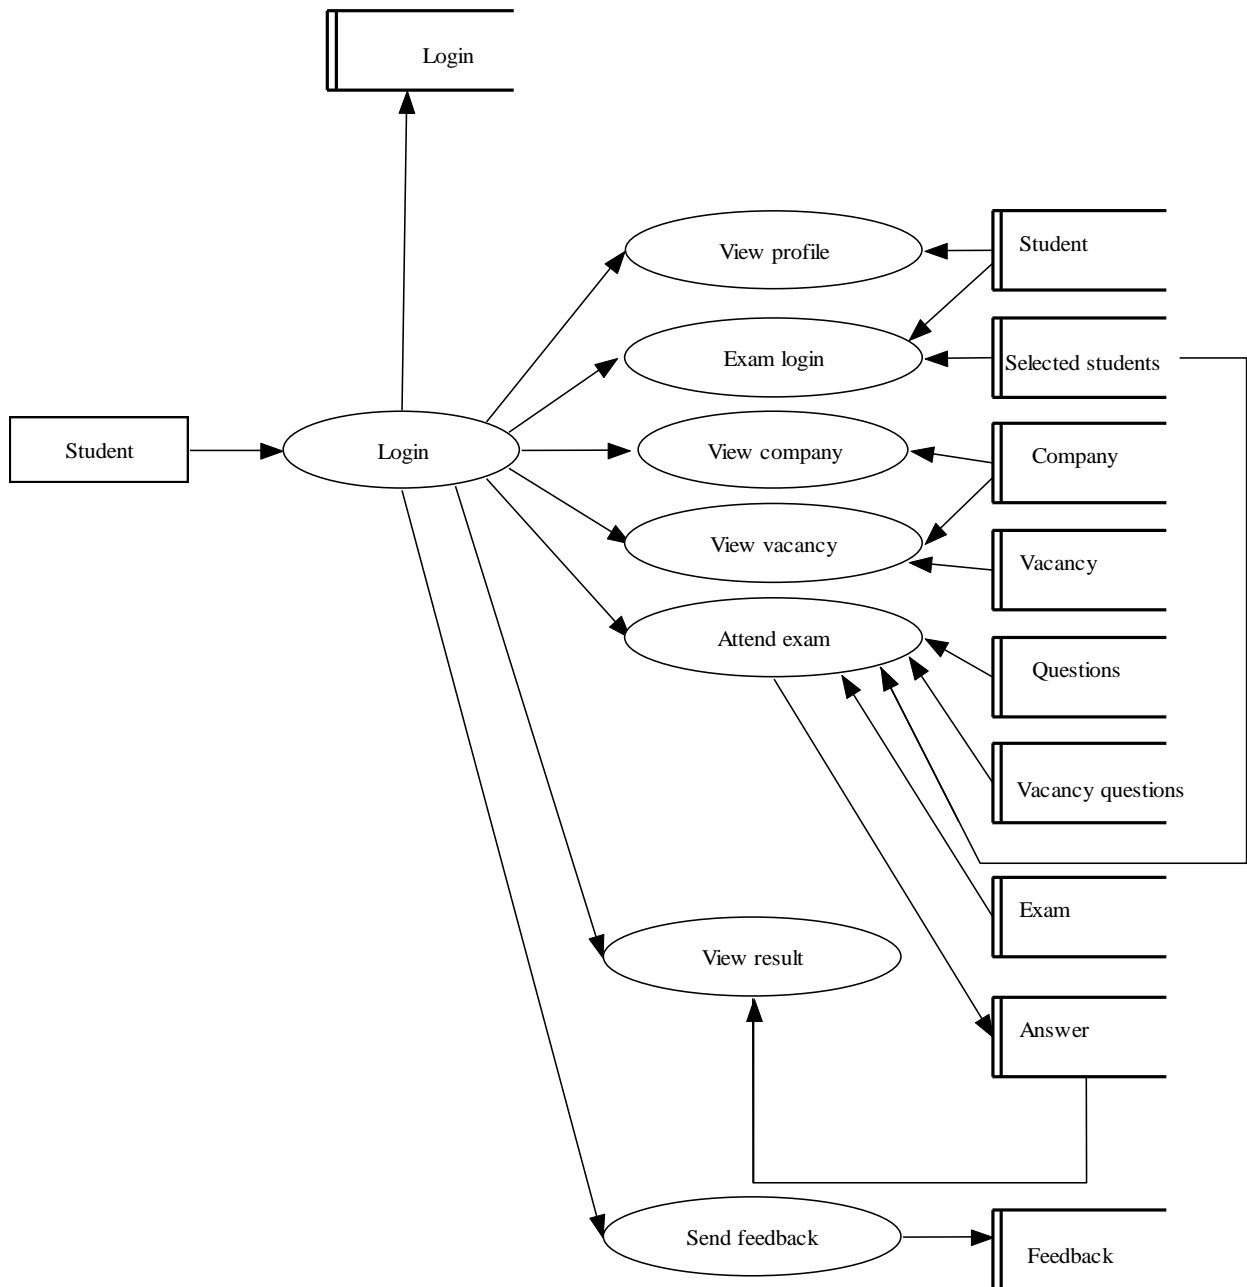 Login
View profile
Student
Exam login
Selected students
Student
Login
View company
Company
View vacancy
Vacancy
Attend exam
Questions
Vacancy questions
Exam
View result
Answer
Send feedback
Feedback